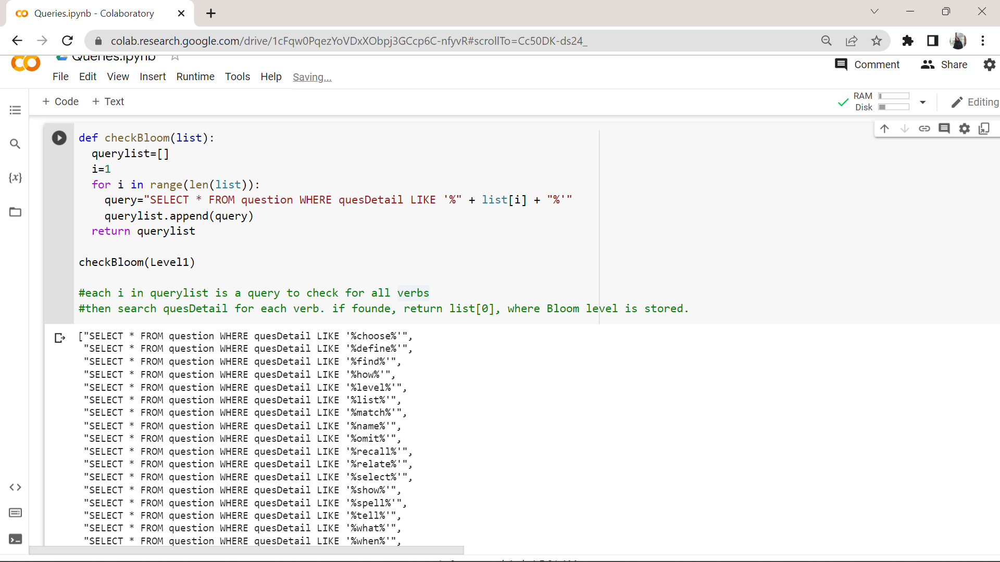 Queries.ipynb - Colaboratory
colab.research.google.com/drive/1cFqw0PqezYoVDxXObpj3GCcp6C-nfyvR#scrollTo=Cc50DK-ds24_
Queries.ipynb
File Edit View Insert Runtime Tools Help Saving...
Comment Share
+ Code + Text
RAM
Disk
Editing
def checkBloom(list):
querylist=[]
i=1
for i in range(len(list)):
query="SELECT * FROM question WHERE quesDetail LIKE '%" + list[i] + "%'"
querylist.append(query)
return querylist
checkBloom(Level1)
#each i in querylist is a query to check for all verbs
#then search quesDetail for each verb. if founde, return list[0], where Bloom level is stored.
["SELECT * FROM question WHERE quesDetail LIKE '%choose%'",
"SELECT * FROM question WHERE quesDetail LIKE '%define%'",
"SELECT * FROM question WHERE quesDetail LIKE '%find%'",
"SELECT * FROM question WHERE quesDetail LIKE '%how%'",
"SELECT * FROM question WHERE quesDetail LIKE '%level%'",
"SELECT * FROM question WHERE quesDetail LIKE '%list%'",
"SELECT * FROM question WHERE quesDetail LIKE '%match%'",
"SELECT * FROM question WHERE quesDetail LIKE '%name%'",
"SELECT * FROM question WHERE quesDetail LIKE '%omit%'",
"SELECT * FROM question WHERE quesDetail LIKE '%recall%'",
"SELECT * FROM question WHERE quesDetail LIKE '%relate%'",
"SELECT * FROM question WHERE quesDetail LIKE '%select%'",
"SELECT * FROM question WHERE quesDetail LIKE '%show%'",
"SELECT * FROM question WHERE quesDetail LIKE '%spell%'",
"SELECT * FROM question WHERE quesDetail LIKE '%tell%'",
"SELECT * FROM question WHERE quesDetail LIKE '%what%'",
"SELECT * FROM question WHERE quesDetail LIKE '%when%'",